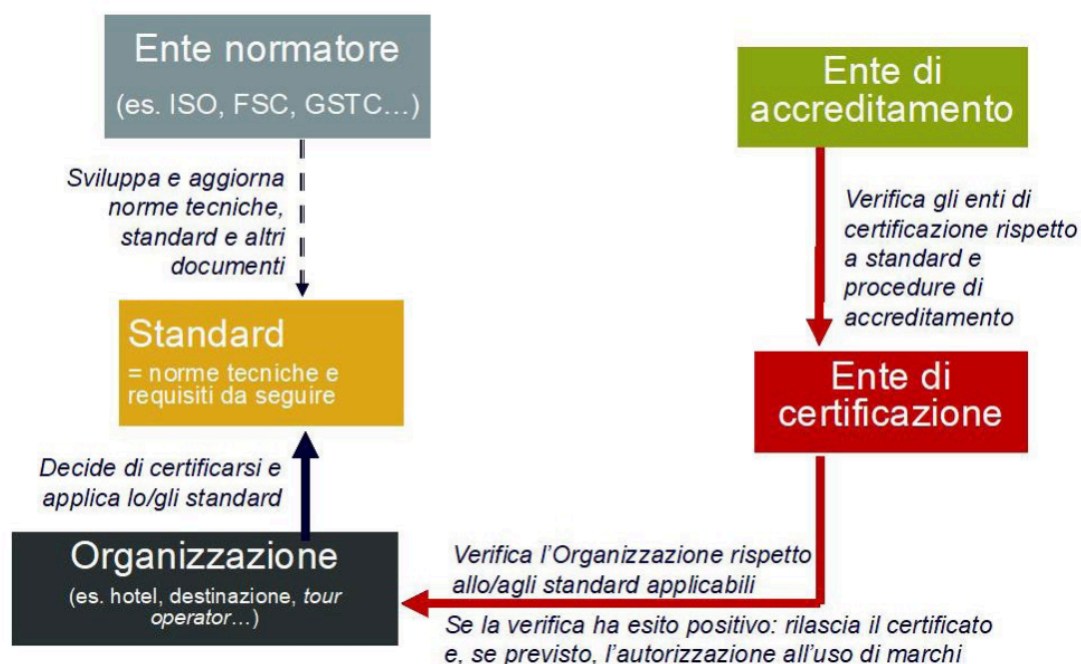 Ente normatore
(es. ISO, FSC, GSTC...)
Sviluppa e aggiorna
norme tecniche,
standard e altri
documenti
Standard
= norme tecniche e
requisiti da seguire
Decide di certificarsi e
applica lo/gli standard
Organizzazione
(es. hotel, destinazione, tour
operator...)
Ente di
accreditamento
Verifica gli enti di
certificazione rispetto
a standard e
procedure di
accreditamento
Ente di
certificazione
Verifica l'Organizzazione rispetto
allo/agli standard applicabili
Se la verifica ha esito positivo: rilascia il certificato
e, se previsto, l'autorizzazione all'uso di marchi